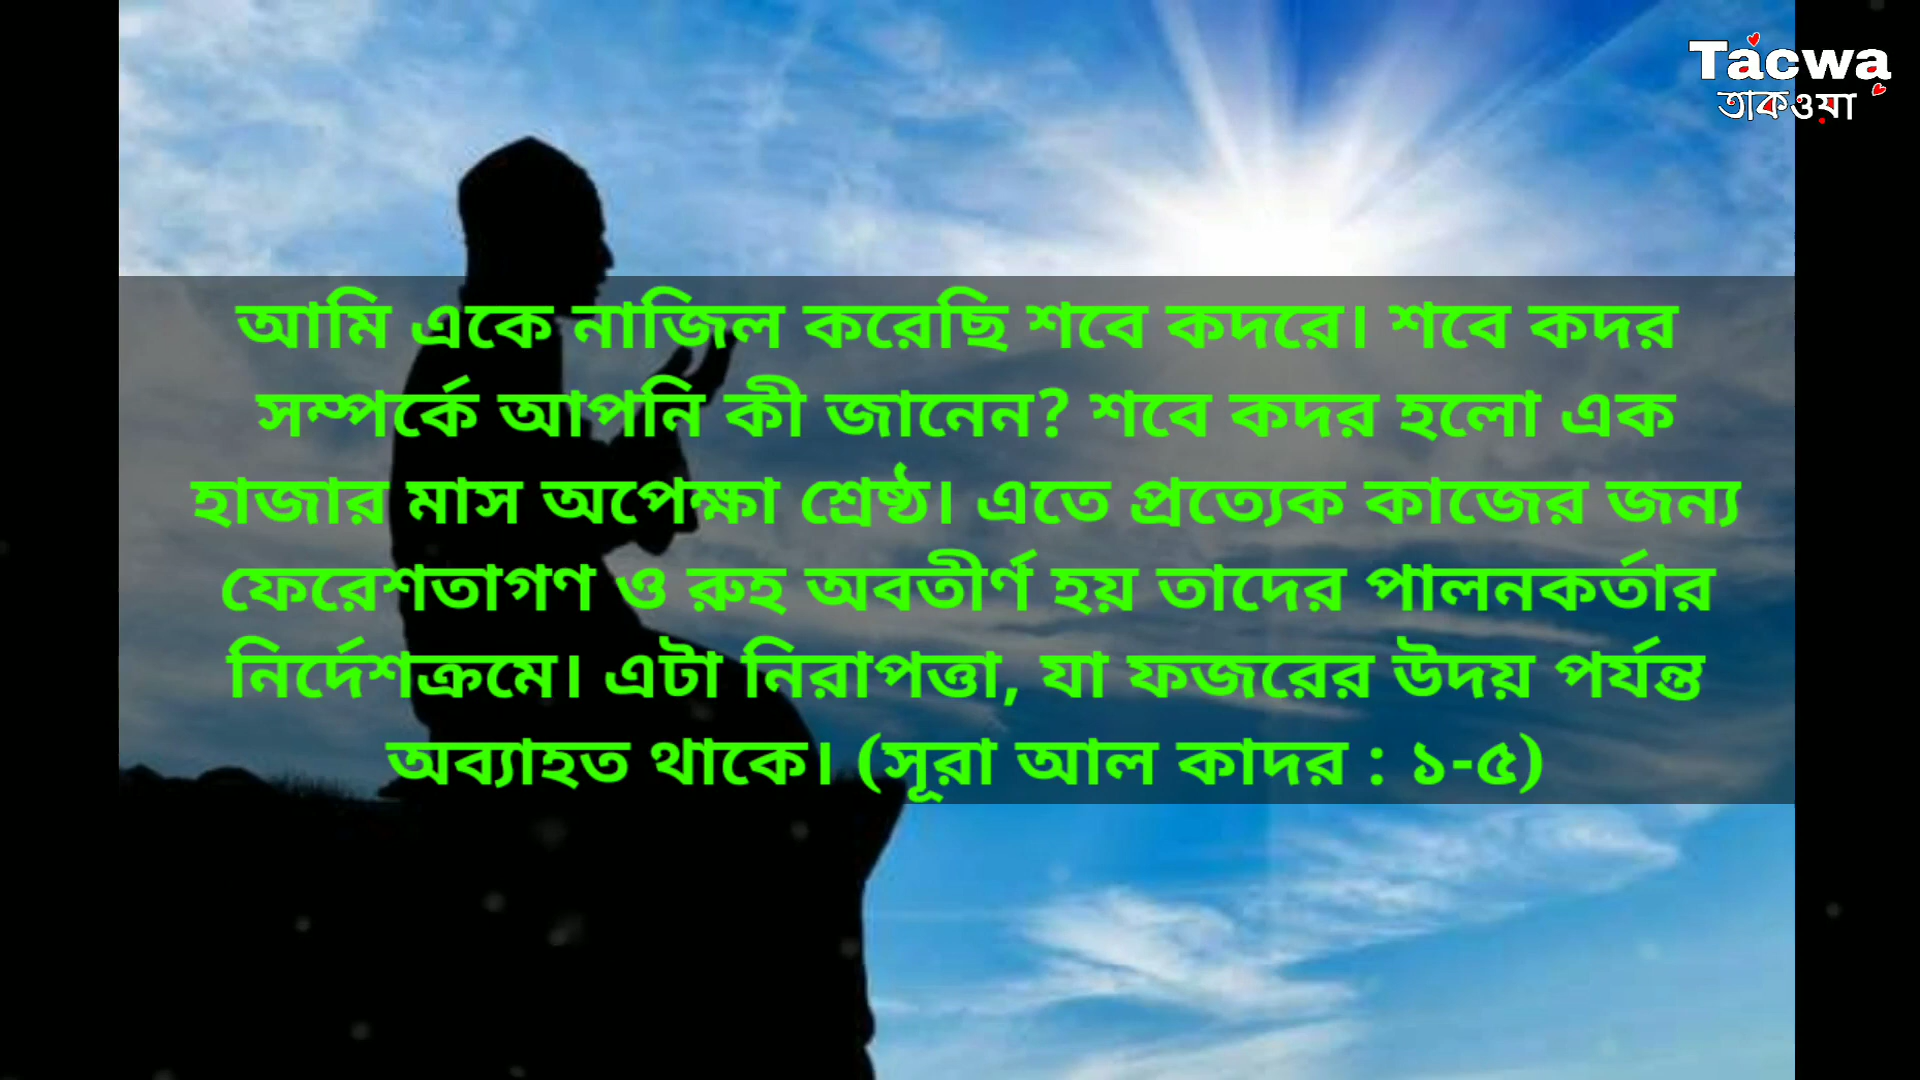 Tacwa
তাকওয়া
আমি একে নাজিল করেছি শবে কদরে। শবে কদর
সম্পর্কে আপনি কী জানেন? শবে কদর হলো এক
হাজার মাস অপেক্ষা শ্রেষ্ঠ। এতে প্রত্যেক কাজের জন্য
ফেরেশতাগণ ও রুহ অবতীর্ণ হয় তাদের পালনকর্তার
নির্দেশক্রমে। এটা নিরাপত্তা, যা ফজরের উদয় পর্যন্ত
অব্যাহত থাকে। (সূরা আল কাদর : ১-৫)